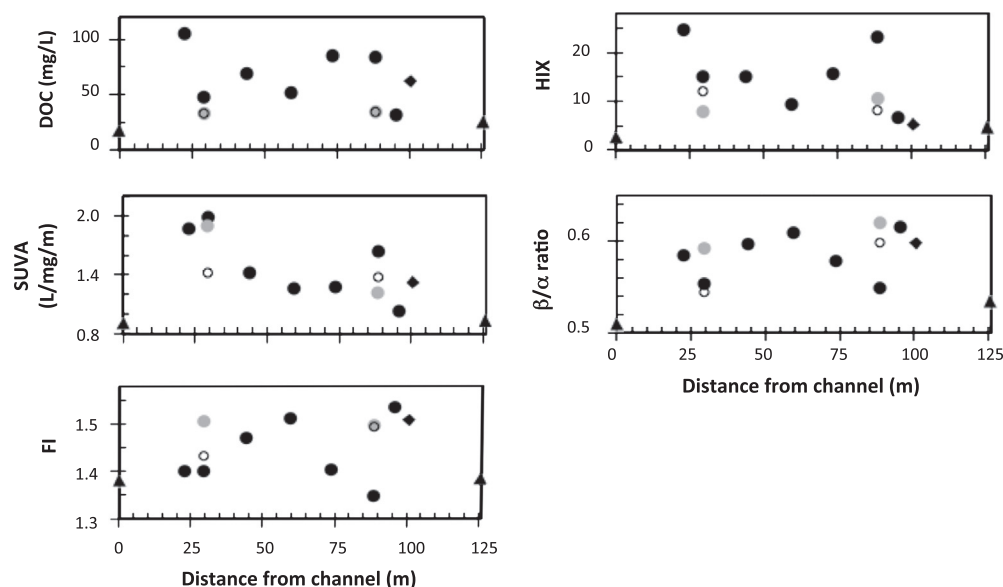 DOC (mg/L)
100
50
0
SUVA
(L/mg/m)
2.0
1.4
0.8
FI
1.5
1.4
1.3
0 25 50 75 100 125
Distance from channel (m)
HIX
20
10
0
β/α ratio
0.6
0.5
0 25 50 75 100 125
Distance from channel (m)